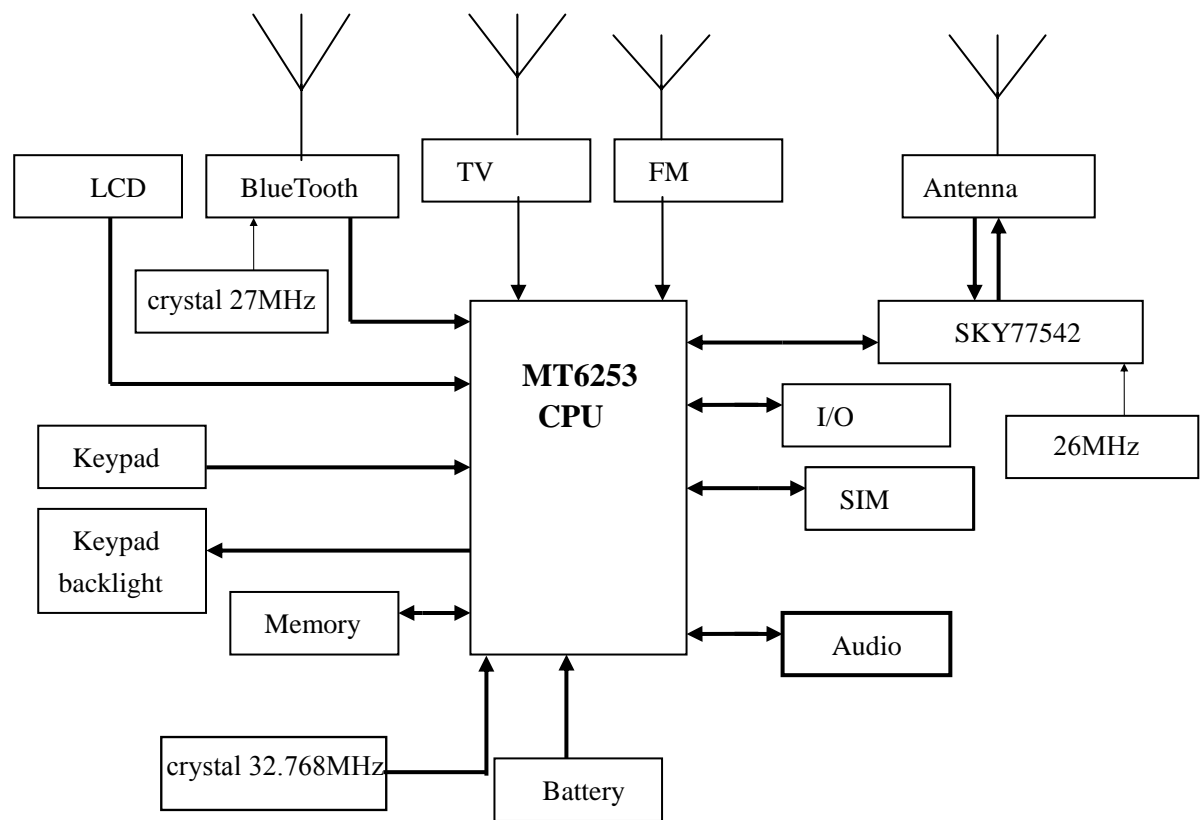 LCD
BlueTooth
TV
FM
Antenna
crystal 27MHz
SKY77542
MT6253
CPU
I/O
26MHz
Keypad
SIM
Keypad
backlight
Memory
Audio
crystal 32.768MHz
Battery